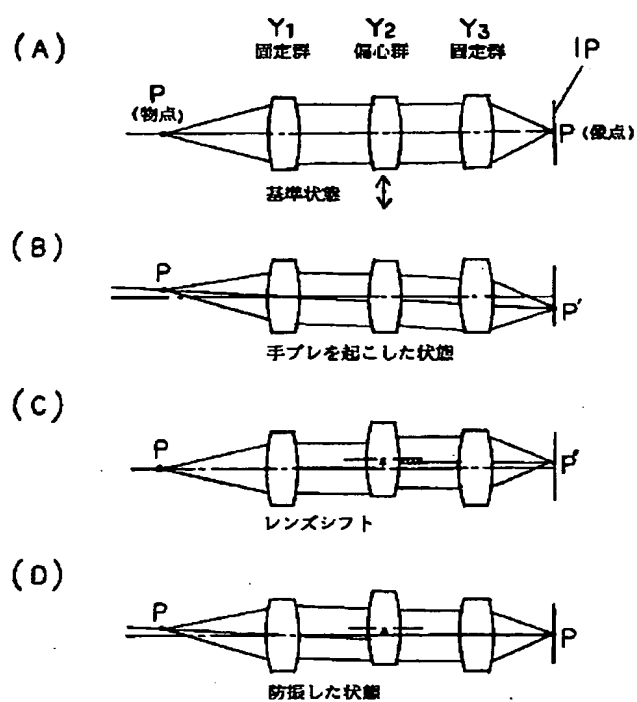 (A)
Y1 Y2 Y3
固定群 偏心群 固定群
IP
P
(物点)
P (像点)
基準状態
(B)
P
P'
手ブレを起こした状態
(C)
P
レンズシフト
(D)
P
P
防振した状態